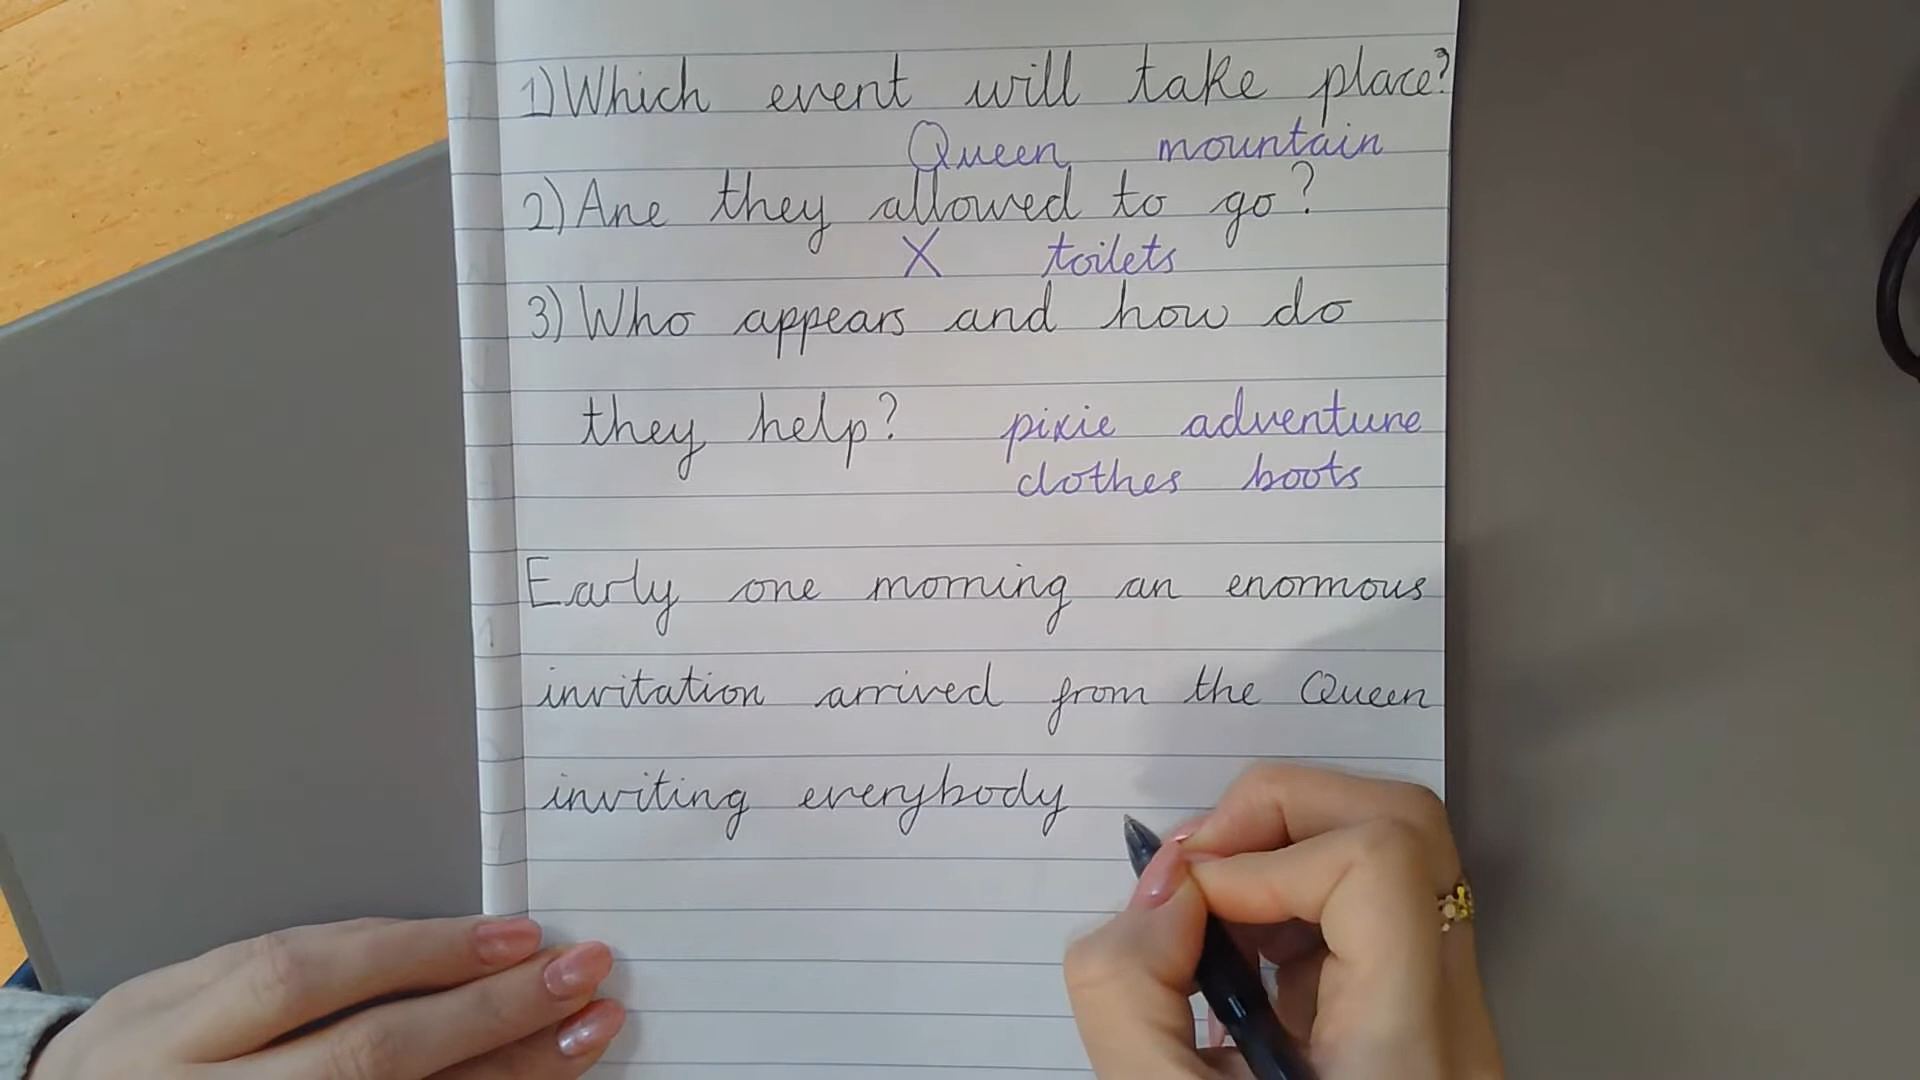 1) Which event will take place?
Queen mountain
2) Are they allowed to go?
X toilets
3) Who appears and how do
they help? pixie adventure
clothes boots
Early one morning an enormous
invitation arrived from the Queen
inviting everybody